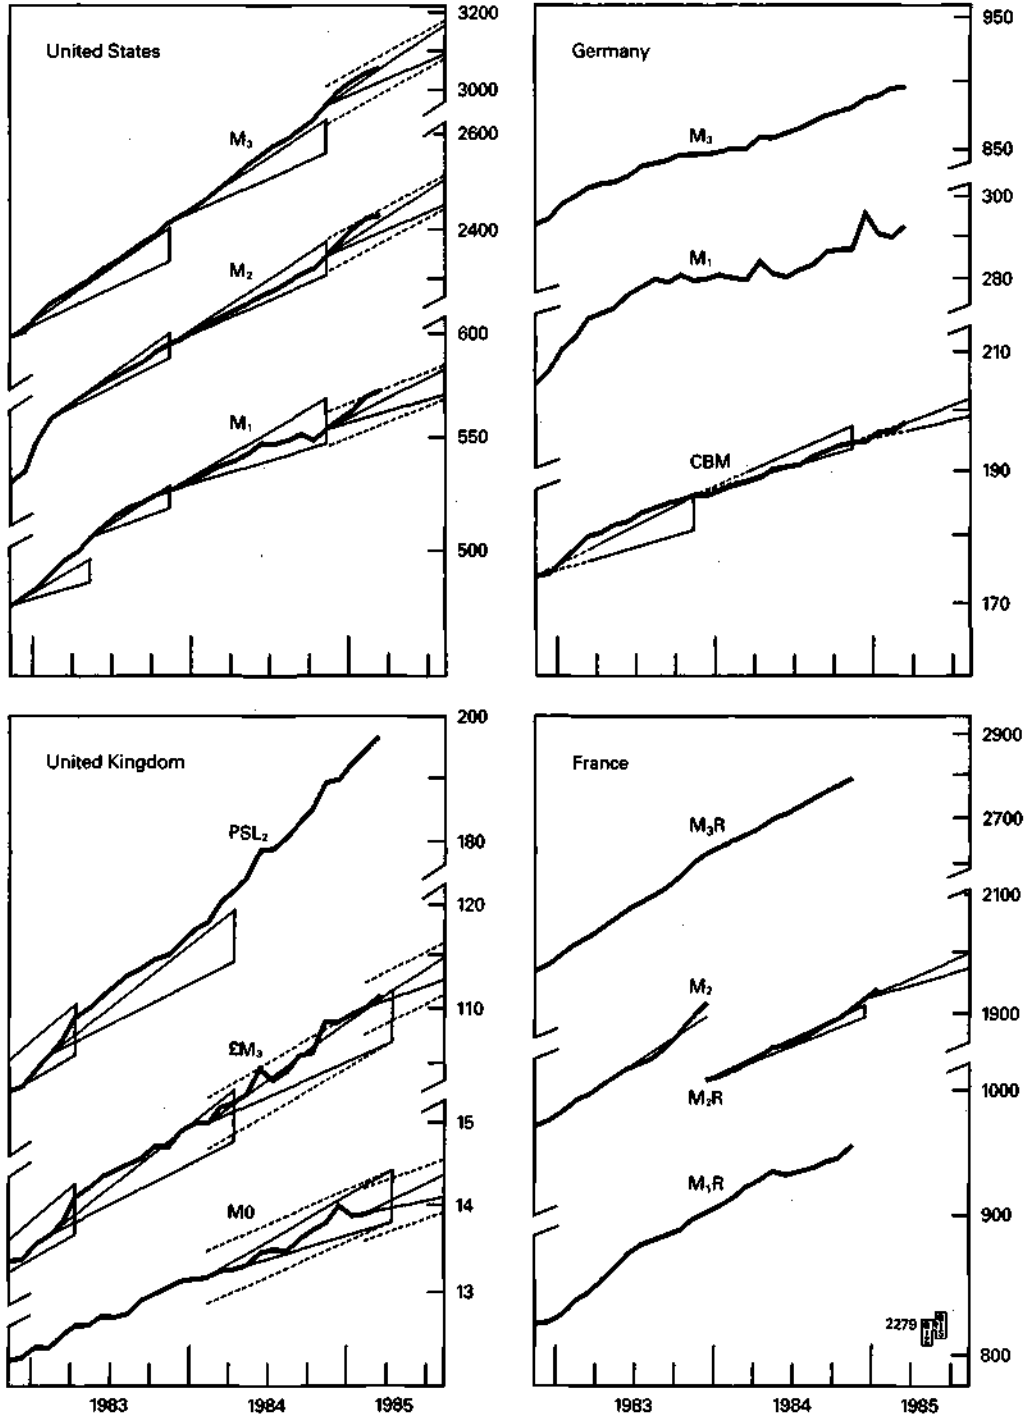 United States
3200
3000
M₃
2600
2400
M₂
600
M₁
550
500
Germany
950
M₃
850
300
M₁
280
210
CBM
190
170
United Kingdom
200
PSL₂
180
120
110
£M₃
15
M0
14
13
1983
1984
1985
France
2900
M₃R
2700
2100
M₂
1900
M₂R
1000
M₁R
900
2279
800
1983
1984
1985